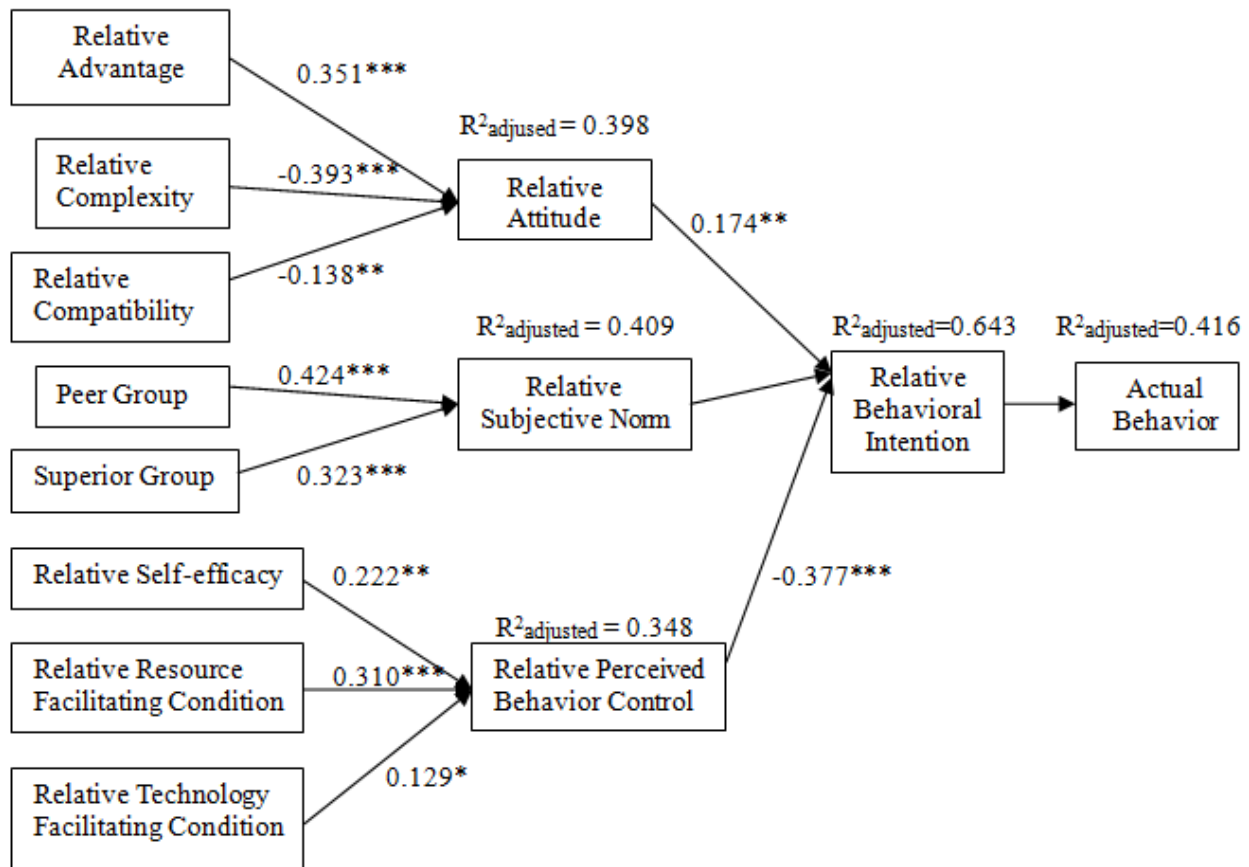 Relative
Advantage
0.351***
R²adjused = 0.398
Relative
Complexity
-0.393***
Relative
Attitude
0.174**
Relative
Compatibility
-0.138**
R²adjusted = 0.409
R²adjusted=0.643
R²adjusted=0.416
Peer Group
0.424***
Relative
Subjective Norm
Relative
Behavioral
Intention
Actual
Behavior
Superior Group
0.323***
Relative Self-efficacy
0.222**
-0.377***
R²adjusted = 0.348
Relative Resource
Facilitating Condition
0.310***
Relative Perceived
Behavior Control
0.129*
Relative Technology
Facilitating Condition